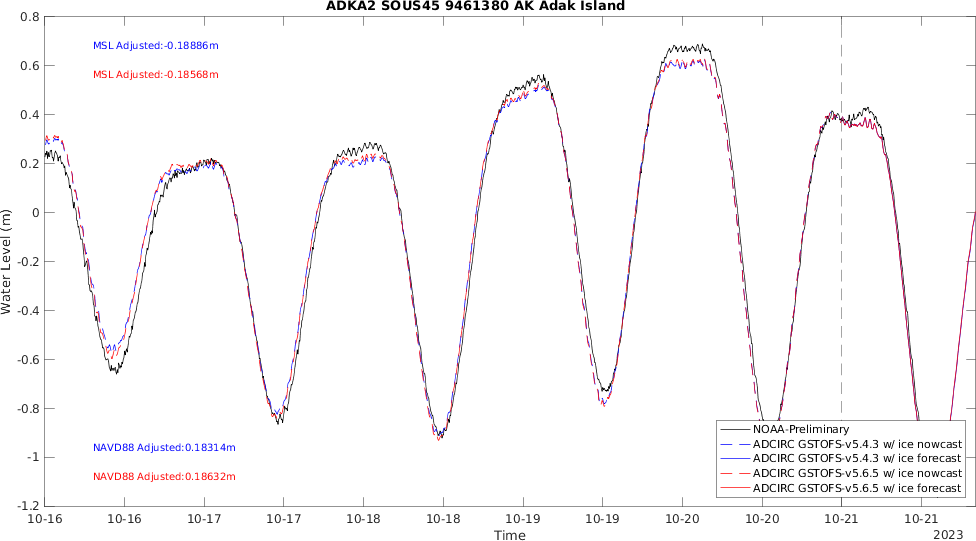 ADKA2 SOUS45 9461380 AK Adak Island
0.8
MSL Adjusted:-0.18886m
0.6
MSL Adjusted:-0.18568m
0.4
0.2
0
-0.2
-0.4
-0.6
-0.8
-1
-1.2
Water Level (m)
NAVD88 Adjusted:0.18314m
NAVD88 Adjusted:0.18632m
NOAA-Preliminary
ADCIRC GSTOFS-v5.4.3 w/ ice nowcast
ADCIRC GSTOFS-v5.4.3 w/ ice forecast
ADCIRC GSTOFS-v5.6.5 w/ ice nowcast
ADCIRC GSTOFS-v5.6.5 w/ ice forecast
10-16 10-16 10-17 10-17 10-18 10-18 10-19 10-19 10-20 10-20 10-21 10-21
Time
2023